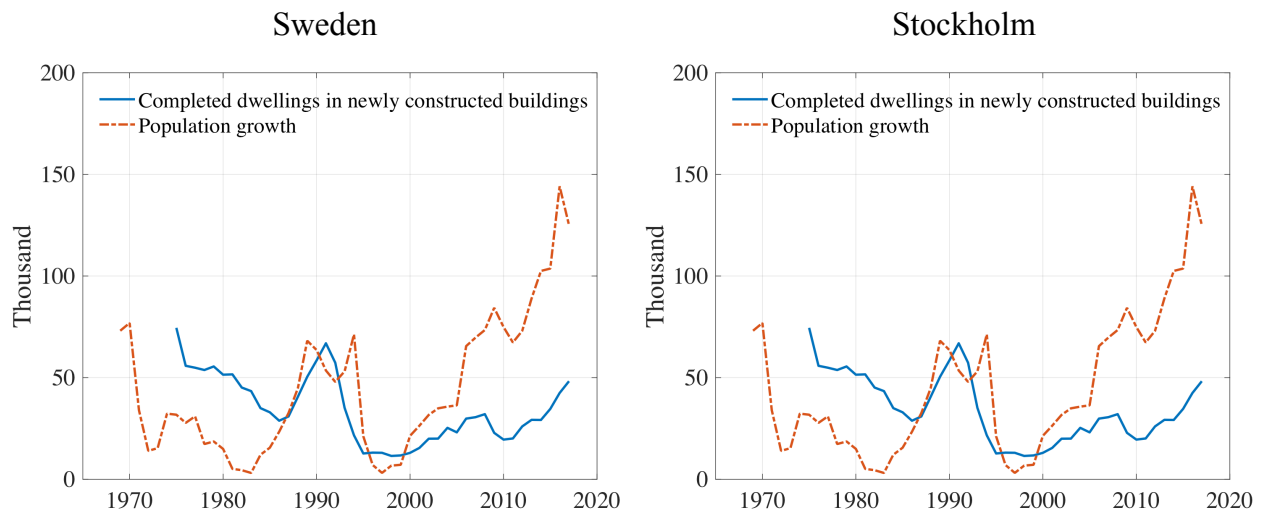 Sweden
200
150
100
50
0
Thousand
Completed dwellings in newly constructed buildings
Population growth
1970 1980 1990 2000 2010 2020
Stockholm
200
150
100
50
0
Thousand
Completed dwellings in newly constructed buildings
Population growth
1970 1980 1990 2000 2010 2020